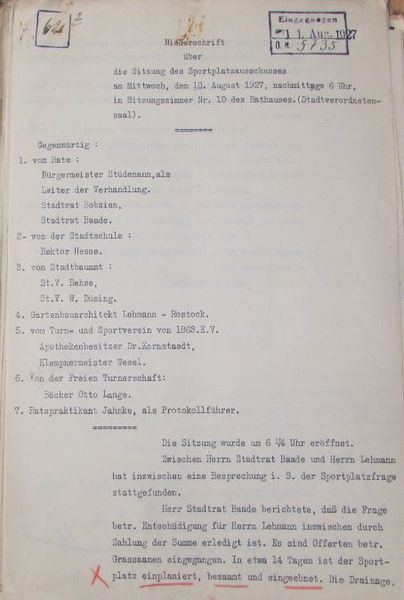 Eingegangen
11. Aug. 1927
5735
Niederschrift
über
die Sitzung des Sportplatzausschusses
am Mittwoch, den 10. August 1927, nachmittags 6 Uhr,
in Sitzungszimmer Nr. 10 des Rathauses.(Stadtverordneten-
saal).
Gegenwärtig :
1. von Rate :
Bürgermeister Stüdemann, als
Leiter der Verhandlung.
Stadtrat Bobzien,
Stadtrat Baade.
2- von der Stadtschule :
Rektor Hesse.
3. von Stadtbauamt :
St.V. Rehse,
St.V. W. Düsing.
4. Gartenbauarchitekt Lehmann - Rostock.
5. vom Turn- und Sportverein von 1863.E.V.
Apothekenbesitzer Dr.Kornstaedt,
Klempnermeister Wesel.
6. Von der Freien Turnerschaft:
Bäcker Otto Lange.
7. Ratspraktikant Jahnke, als Protokollführer.
Die Sitzung wurde um 6 1/4 Uhr eröffnet.
Zwischen Herrn Stadtrat Baade und Herrn Lehmann
hat inzwischen eine Besprechung i. S. der Sportplatzfrage
stattgefunden.
Herr Stadtrat Baade berichtete, daß die Frage
betr. Entschädigung für Herrn Lehmann inzwischen durch
Zahlung der Summe erledigt ist. Es sind Offerten betr.
Grassaaten eingegangen. In etwa 14 Tagen ist der Sport-
platz einplaniert, besamt und eingeebnet. Die Drainage,